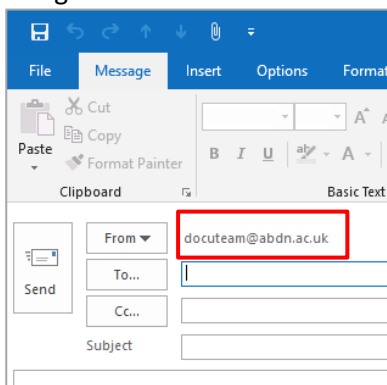 File Message Insert Options Format
Cut
Copy
Paste
Format Painter
B I U ab A A
Clipboard
Basic Text
From docuteam@abdn.ac.uk
To...
Send
Cc...
Subject